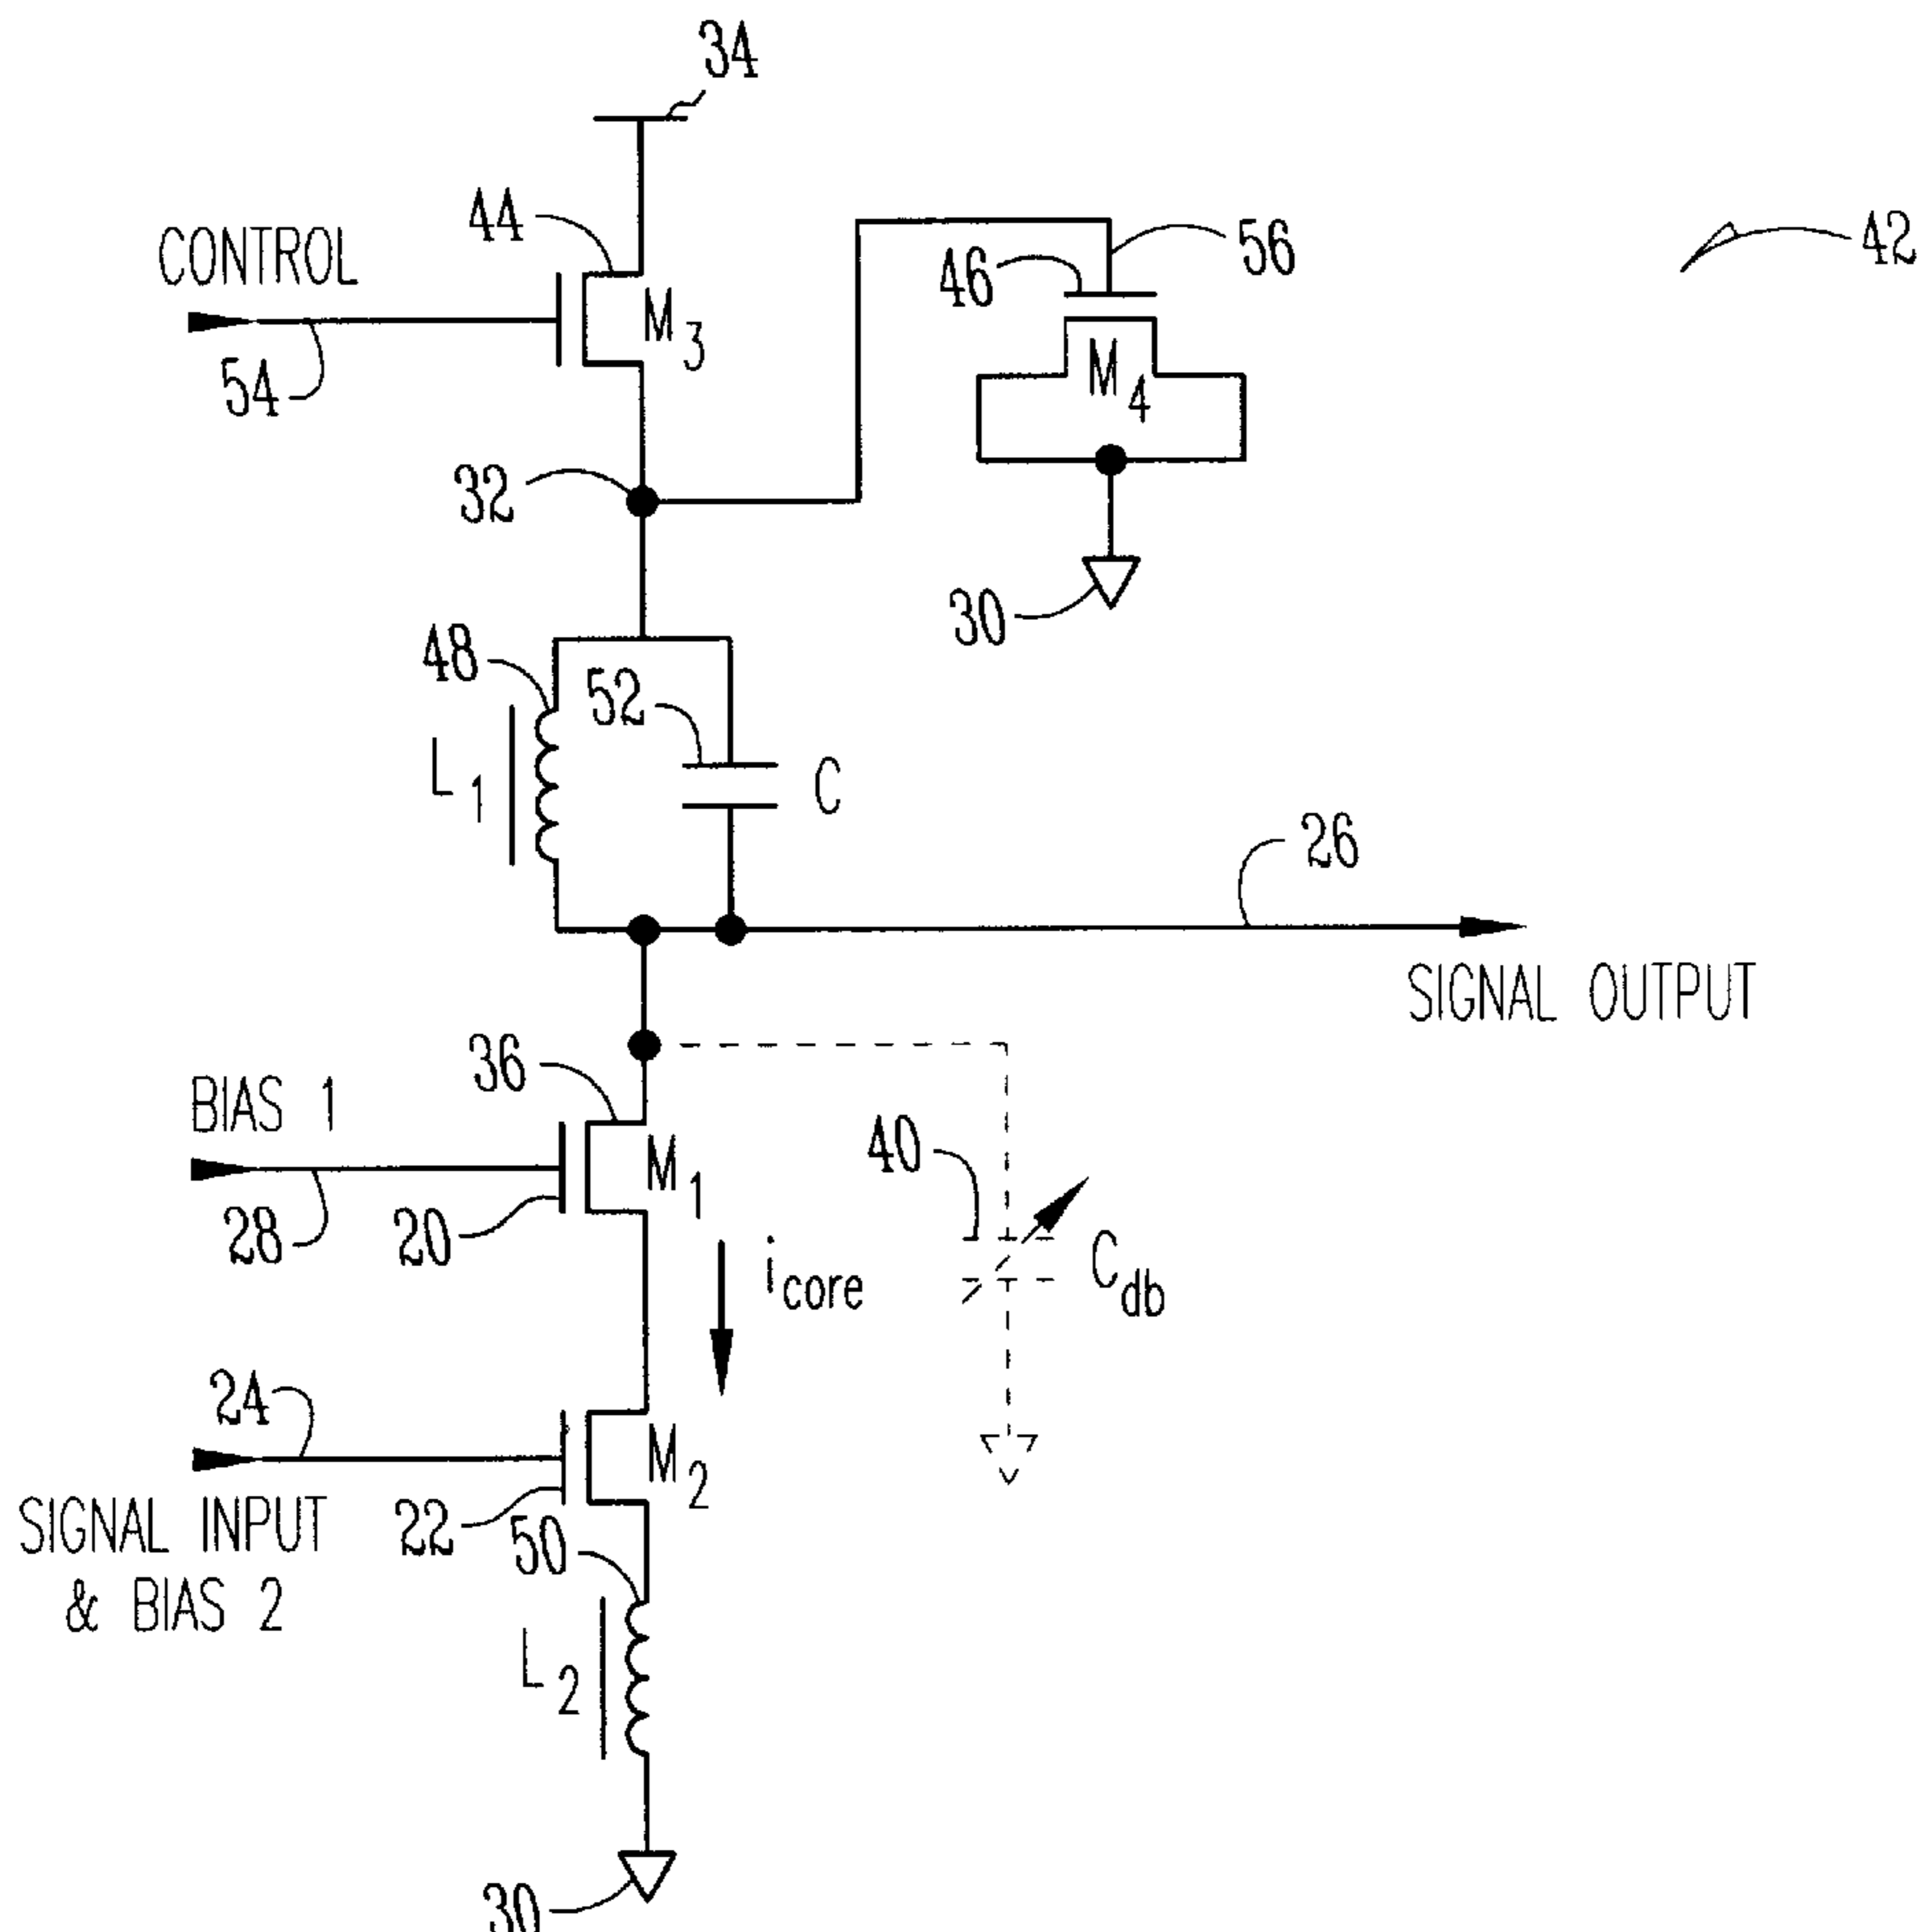 34
44
CONTROL
M3
54
46
56
42
M4
32
30
48
52
L1
C
26
SIGNAL OUTPUT
36
BIAS 1
M1
40
28
20
icore
Cdb
24
M2
SIGNAL INPUT
& BIAS 2
22
50
L2
30